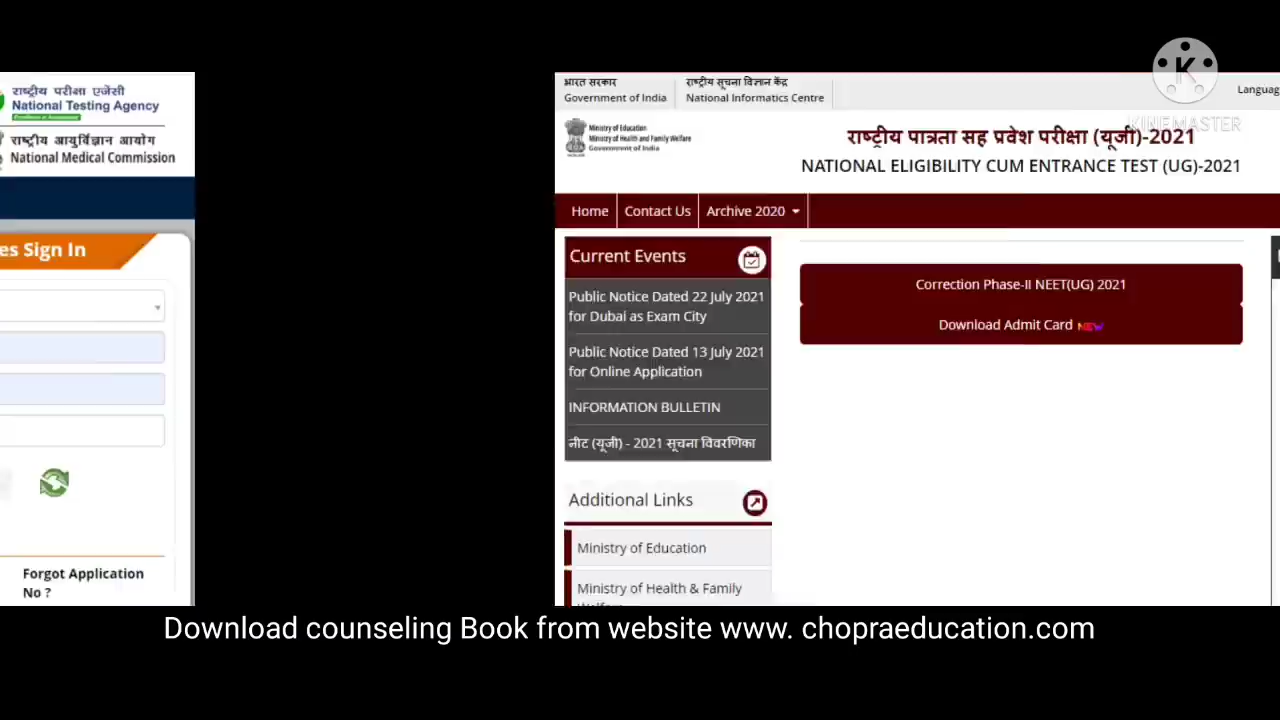 राष्ट्रीय परीक्षा एजेंसी
National Testing Agency
राष्ट्रीय आयुर्विज्ञान आयोग
National Medical Commission
es Sign In
Forgot Application
No ?
भारत सरकार
Government of India
राष्ट्रीय सूचना विज्ञान केंद्र
National Informatics Centre
Languag
KINEMASTER
Ministry of Education
Ministry of Health and Family Welfare
Government of India
राष्ट्रीय पात्रता सह प्रवेश परीक्षा (यूजी)-2021
NATIONAL ELIGIBILITY CUM ENTRANCE TEST (UG)-2021
Home
Contact Us
Archive 2020
Current Events
Public Notice Dated 22 July 2021
for Dubai as Exam City
Public Notice Dated 13 July 2021
for Online Application
INFORMATION BULLETIN
नीट (यूजी) - 2021 सूचना विवरणिका
Correction Phase-II NEET(UG) 2021
Download Admit Card NEW
Additional Links
Ministry of Education
Ministry of Health & Family
Download counseling Book from website www. chopraeducation.com